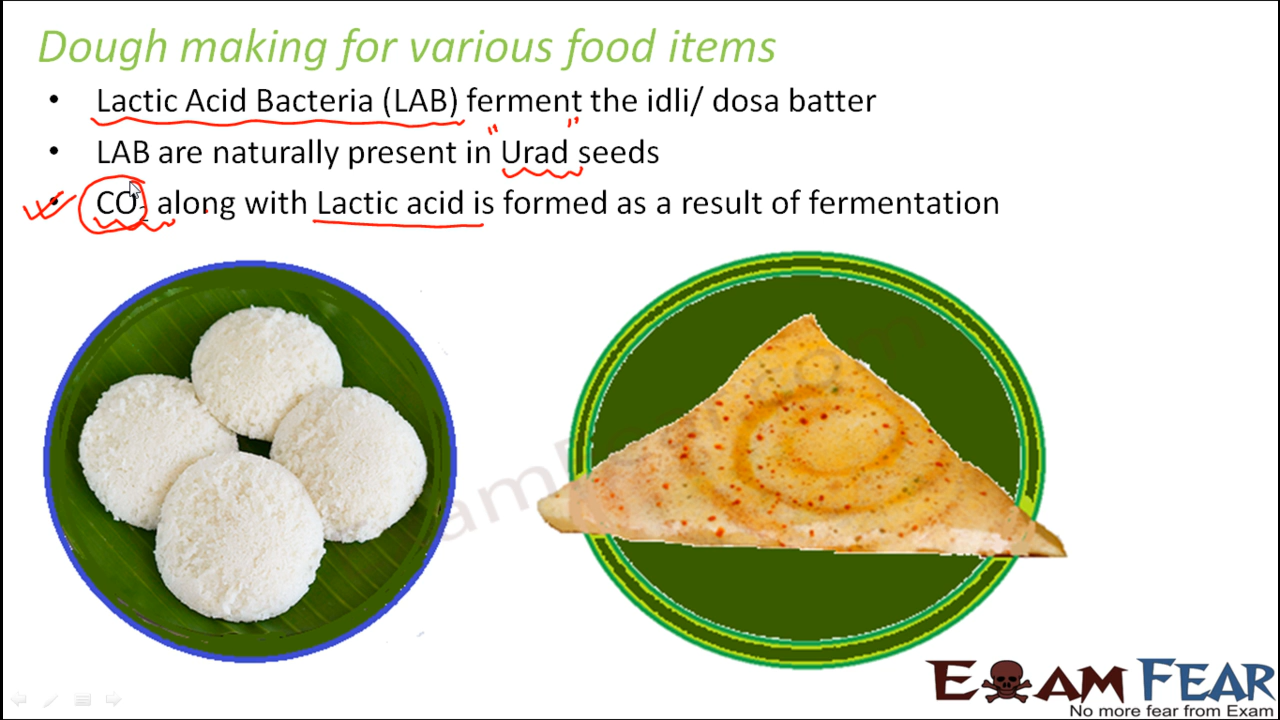 Dough making for various food items
• Lactic Acid Bacteria (LAB) ferment the idli/ dosa batter
• LAB are naturally present in "Urad" seeds
• CO₂ along with Lactic acid is formed as a result of fermentation
EXAM FEAR
No more fear from Exam